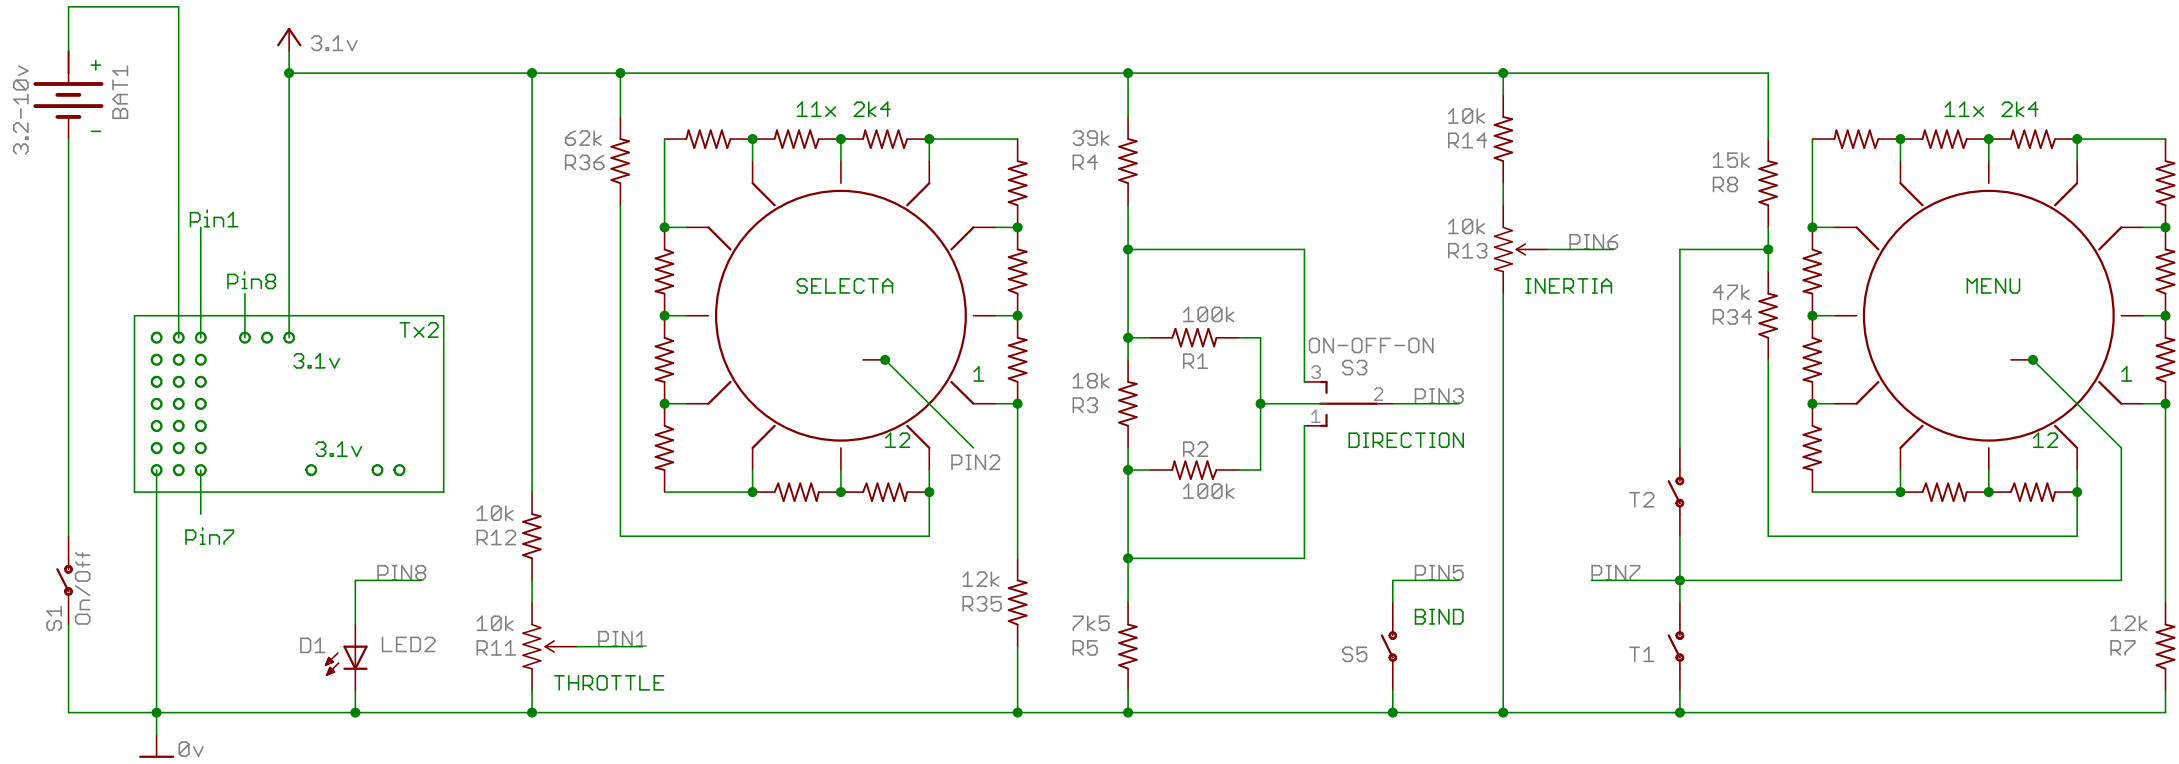 3.2-10v
+
-
BAT1
3.1v
Pin1
Pin8
Tx2
3.1v
3.1v
Pin7
S1
On/Off
0v
D1
LED2
PIN8
10k
R12
10k
R11
PIN1
THROTTLE
62k
R36
11x 2k4
SELECTA
1
12
PIN2
12k
R35
39k
R4
100k
R1
18k
R3
R2
100k
7k5
R5
ON-OFF-ON
S3
3
2
1
PIN3
DIRECTION
PIN5
BIND
S5
10k
R14
10k
R13
PIN6
INERTIA
15k
R8
47k
R34
T2
PIN7
T1
11x 2k4
MENU
1
12
12k
R7